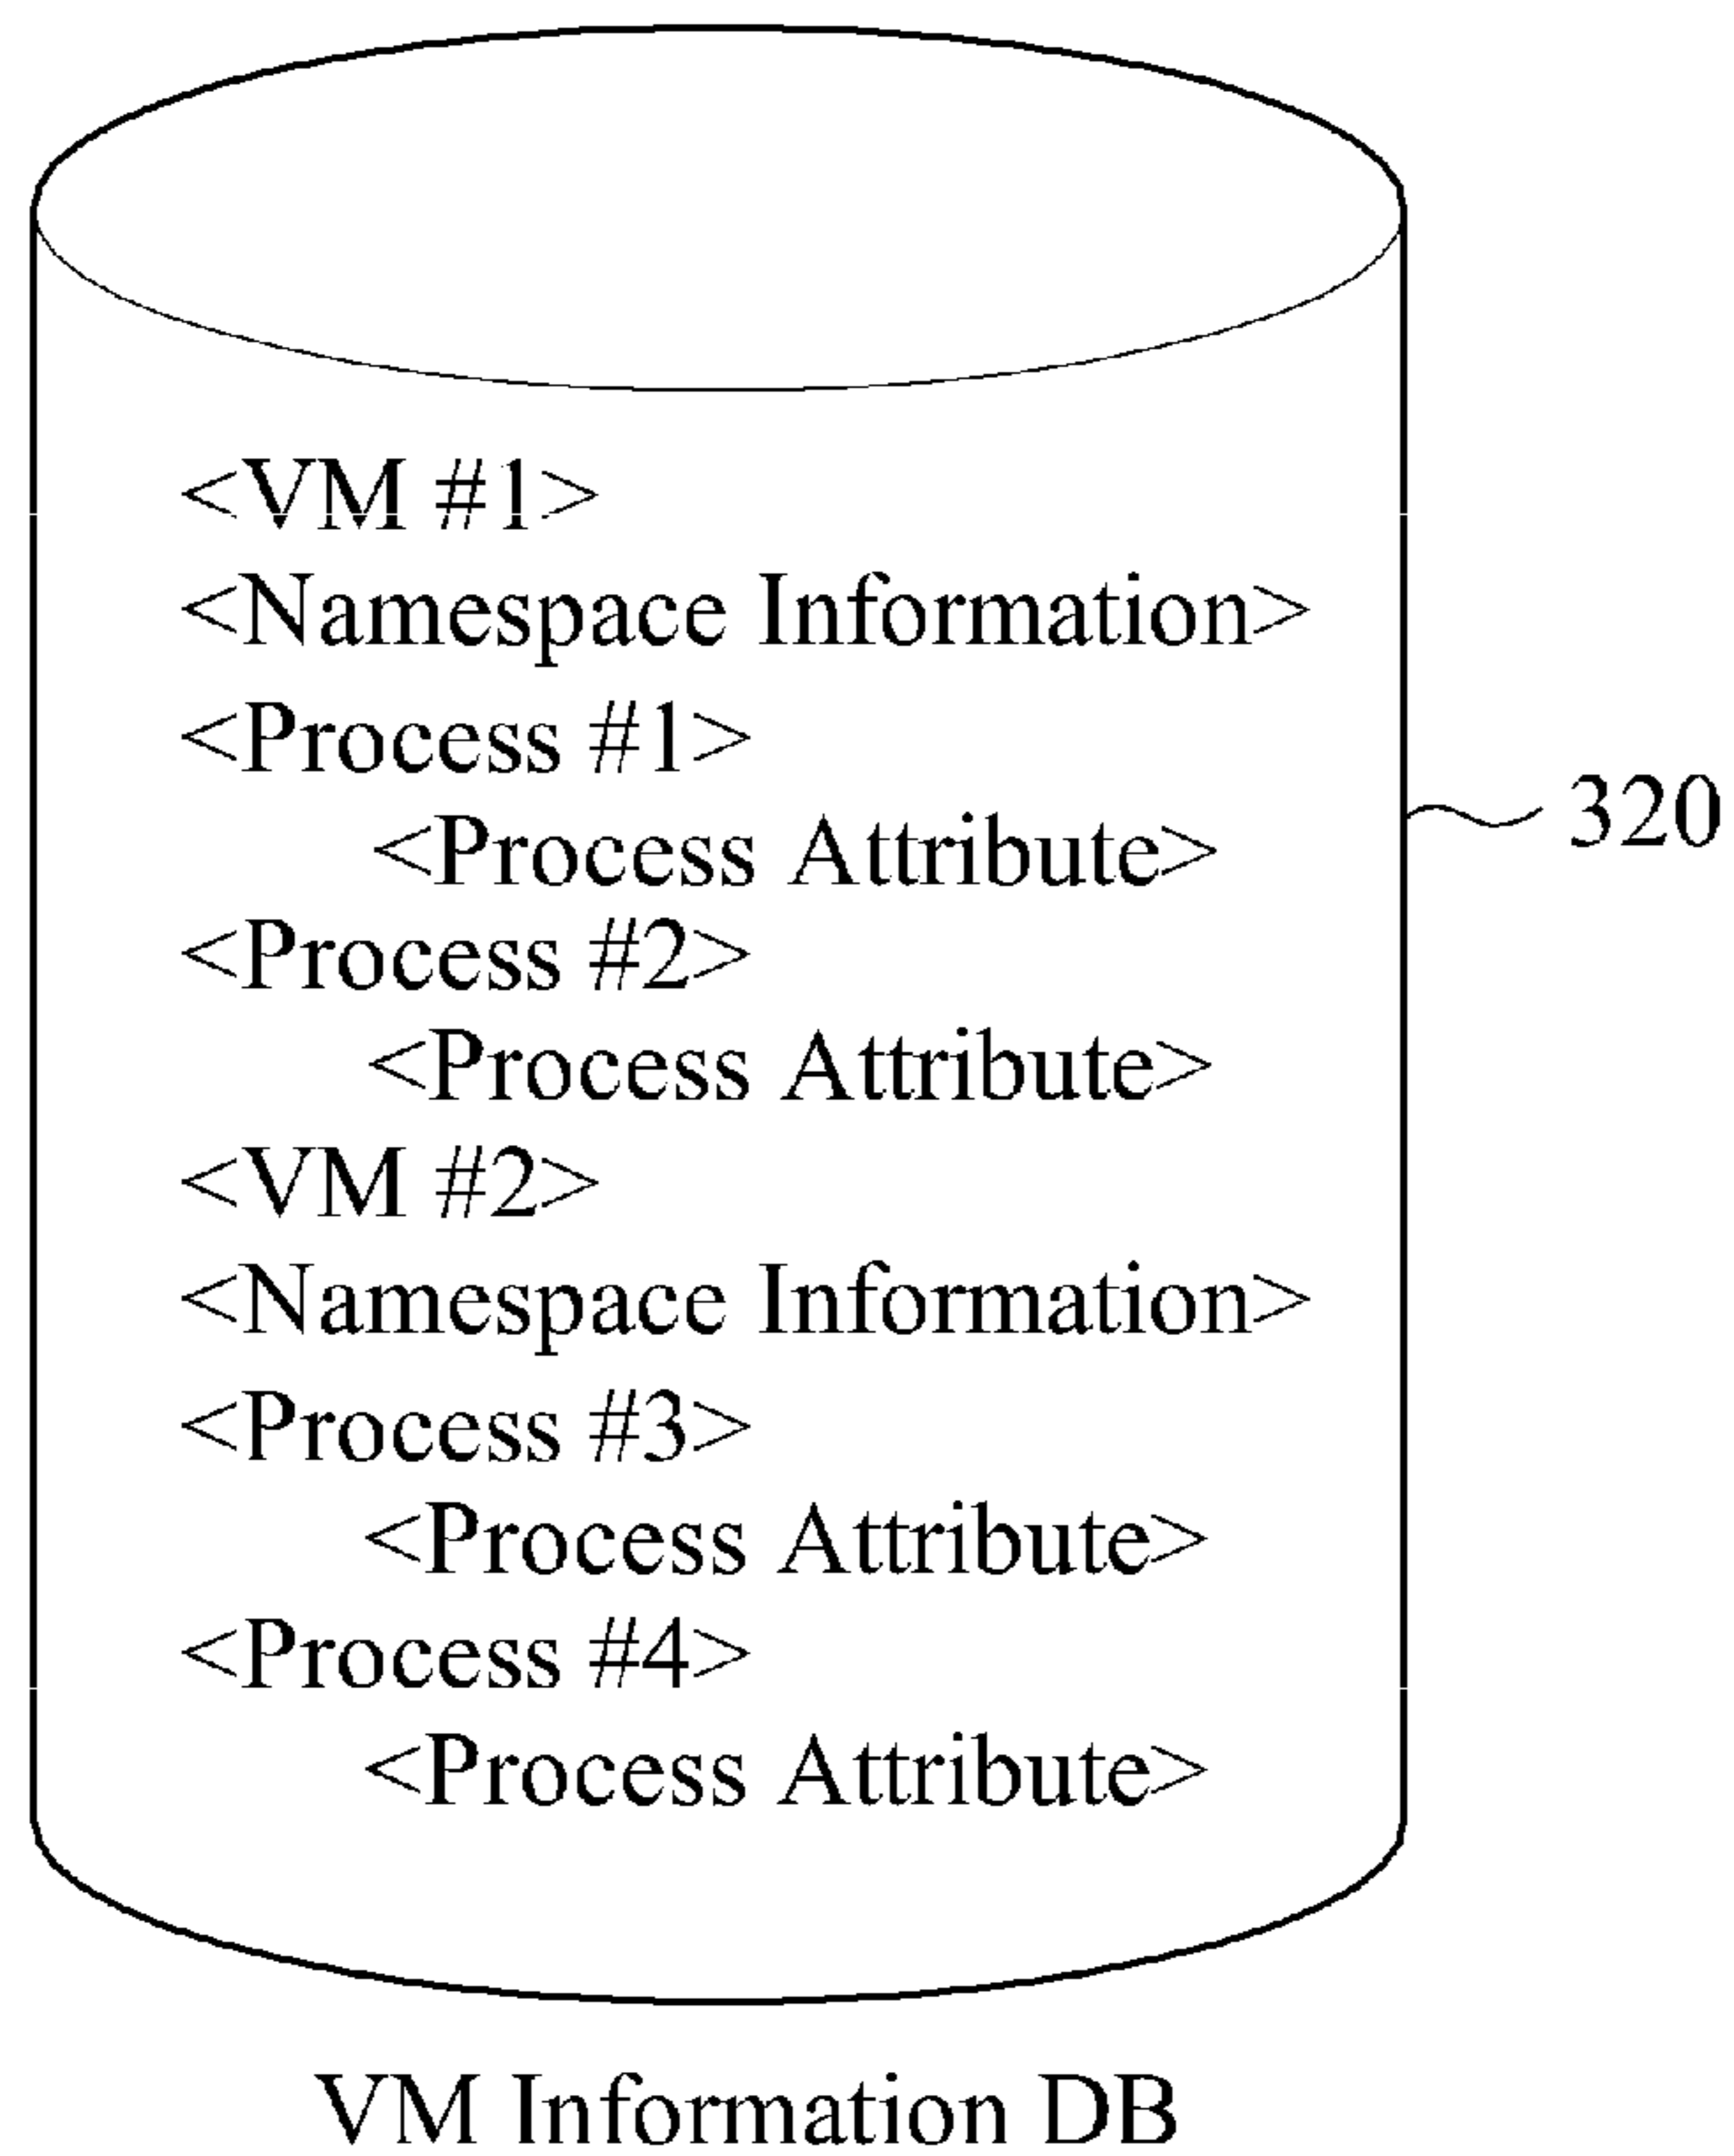 <VM #1>
<Namespace Information>
<Process #1>
<Process Attribute>
<Process #2>
<Process Attribute>
<VM #2>
<Namespace Information>
<Process #3>
<Process Attribute>
<Process #4>
<Process Attribute>
320
VM Information DB